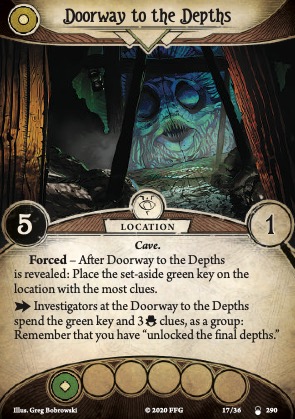 Doorway to the Depths
5
LOCATION
1
Cave.
Forced – After Doorway to the Depths
is revealed: Place the set-aside green key on the
location with the most clues.
Investigators at the Doorway to the Depths
spend the green key and 3 clues, as a group:
Remember that you have “unlocked the final depths.”
Illus. Greg Bobrowski
© 2020 FFG
17/36
290